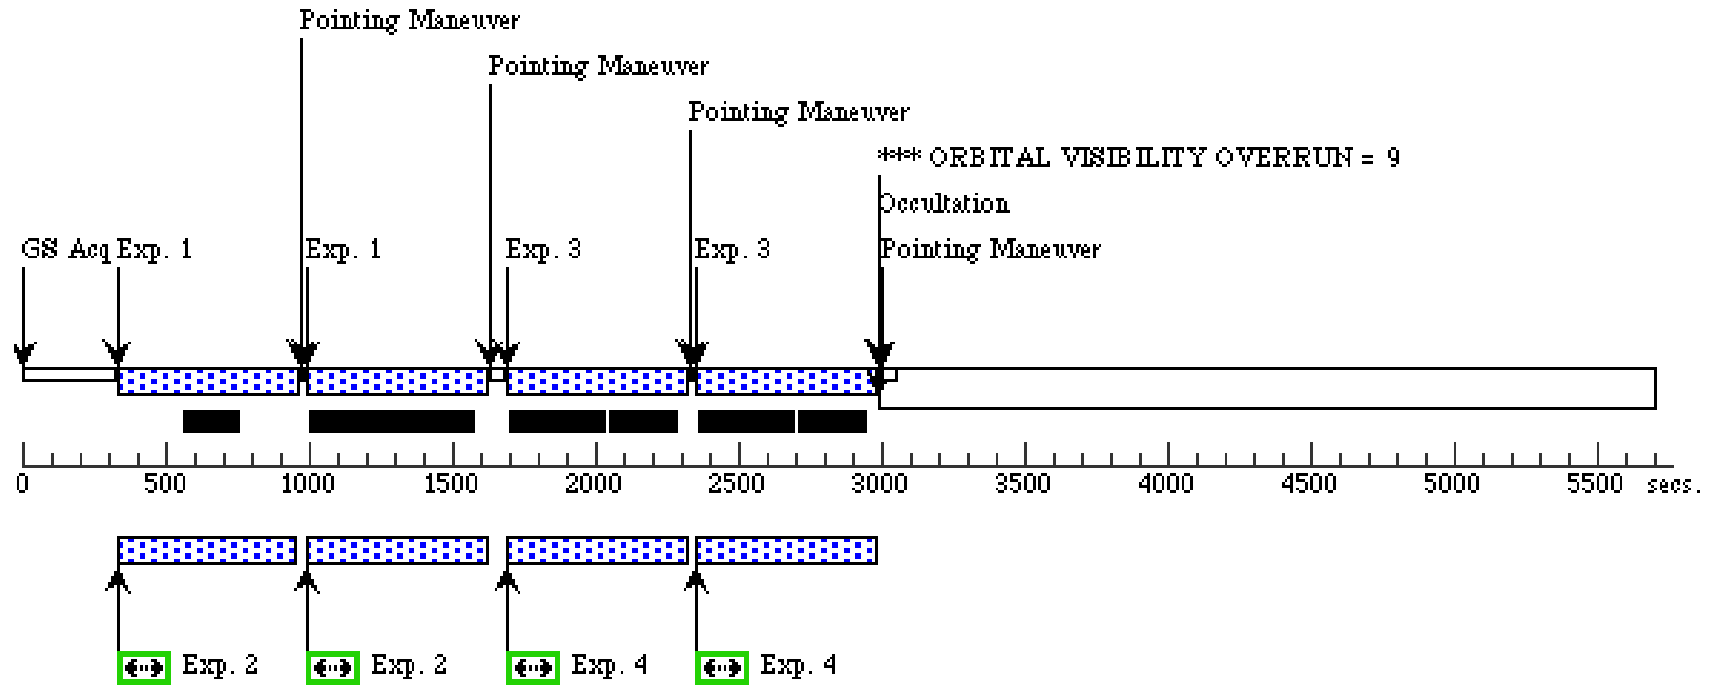 Pointing Maneuver
Pointing Maneuver
Pointing Maneuver
*** ORBITAL VISIBILITY OVERRUN = 9
Occultation
GS Acq Exp. 1 Exp. 1 Exp. 3 Exp. 3 Pointing Maneuver
0 500 1000 1500 2000 2500 3000 3500 4000 4500 5000 5500 secs.
Exp. 2 Exp. 2 Exp. 4 Exp. 4